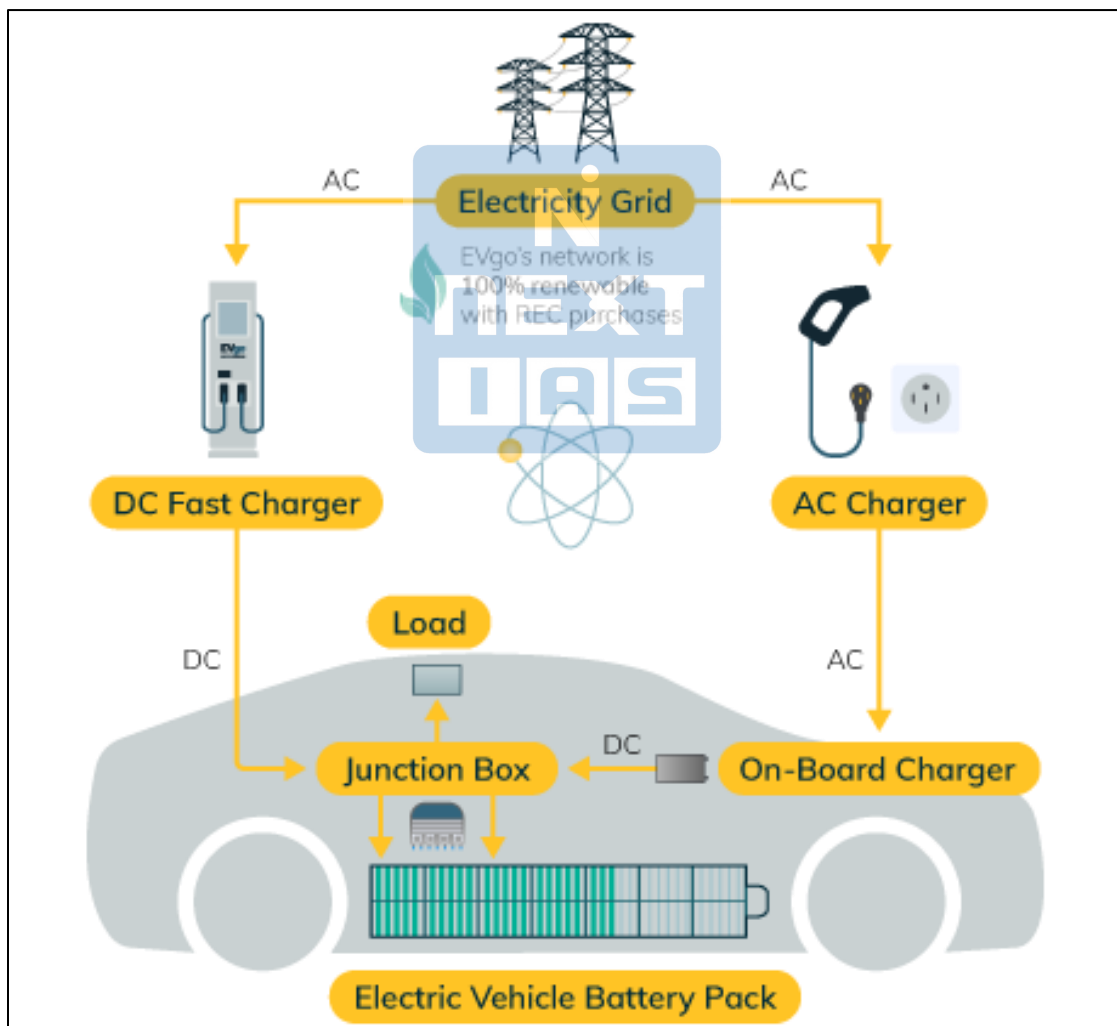 AC
AC
Electricity Grid
EVgo's network is
100% renewable
with REC purchases
NEXT
IAS
EVgo
DC Fast Charger
AC Charger
Load
DC
AC
Junction Box
DC
On-Board Charger
Electric Vehicle Battery Pack